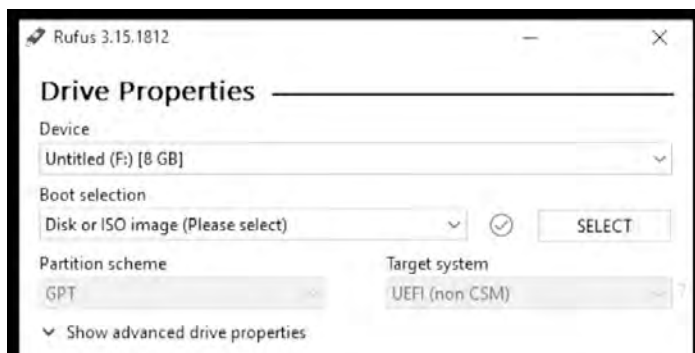 Rufus 3.15.1812
Drive Properties
Device
Untitled (F:) [8 GB]
Boot selection
Disk or ISO image (Please select)
SELECT
Partition scheme
Target system
GPT
UEFI (non CSM)
?
Show advanced drive properties